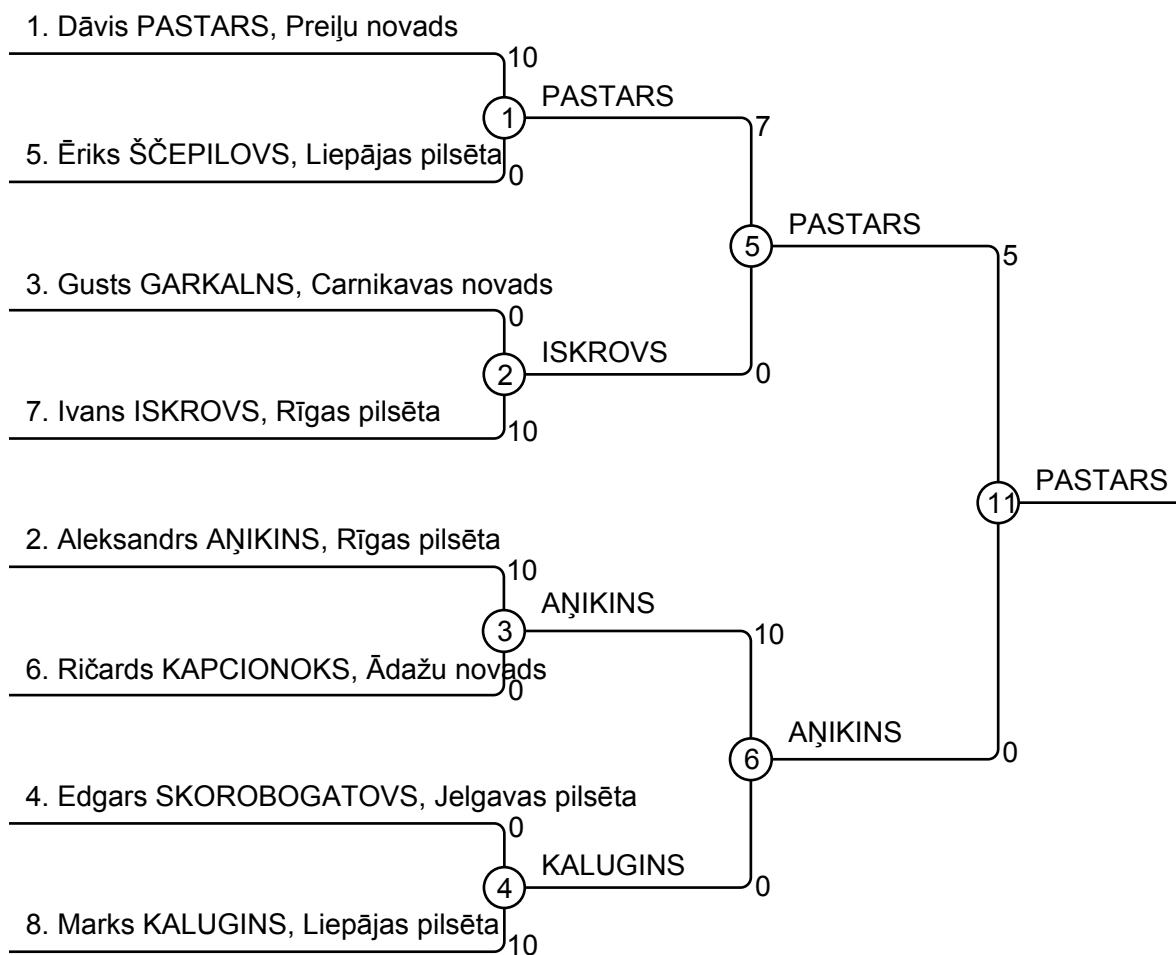 1. Dāvis PASTARS, Preiļu novads
10
1
PASTARS
7
5. Ēriks ŠČEPILOVS, Liepājas pilsēta
0
5
PASTARS
5
3. Gusts GARKALNS, Carnikavas novads
0
2
ISKROVS
0
7. Ivans ISKROVS, Rīgas pilsēta
10
11
PASTARS
2. Aleksandrs AŅIKINS, Rīgas pilsēta
10
3
AŅIKINS
10
6. Ričards KAPCIONOKS, Ādažu novads
0
6
AŅIKINS
0
4. Edgars SKOROBOGATOVS, Jelgavas pilsēta
0
4
KALUGINS
0
8. Marks KALUGINS, Liepājas pilsēta
10